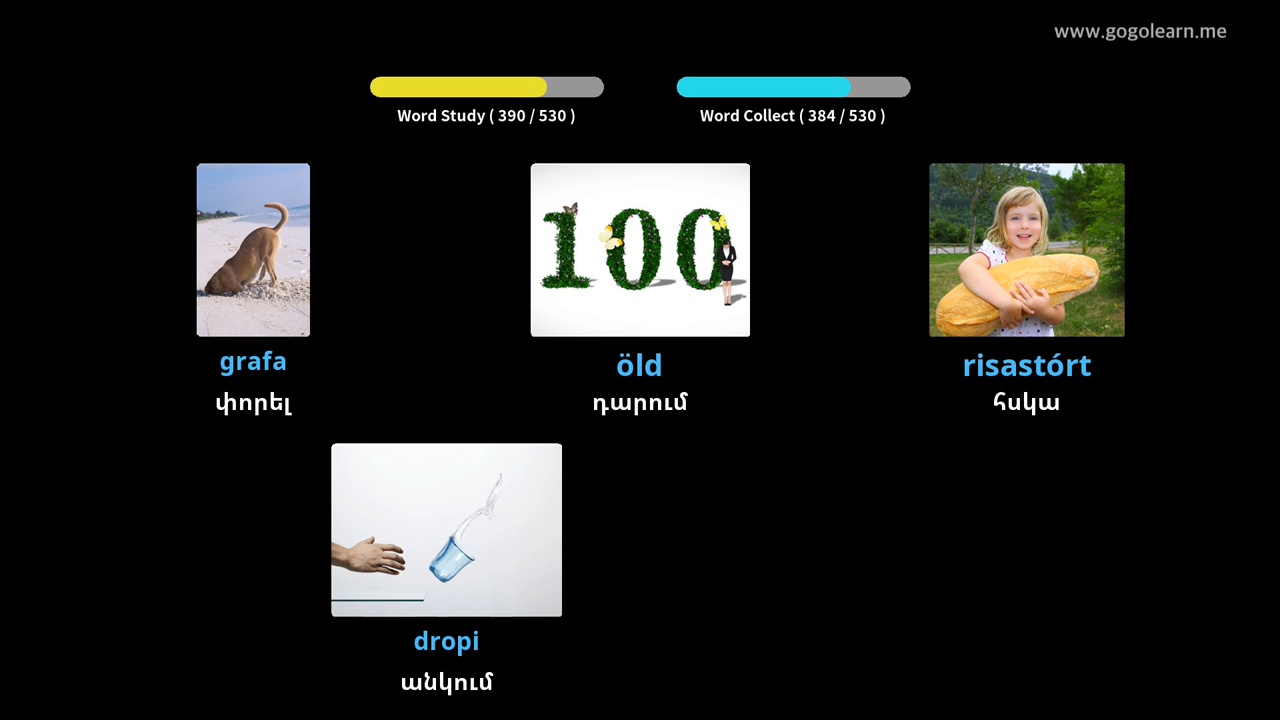 www.gogolearn.me
Word Study ( 390 / 530 )
Word Collect ( 384 / 530 )
100
grafa
փորել
öld
դարում
risastórt
հսկա
dropi
անկում